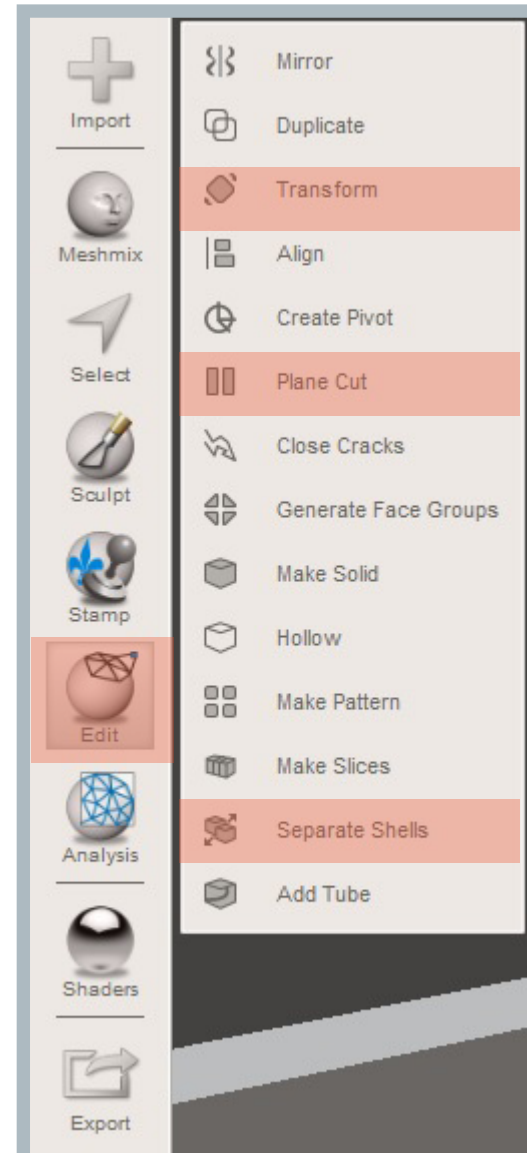 Import
Meshmix
Select
Sculpt
Stamp
Edit
Analysis
Shaders
Export
Mirror
Duplicate
Transform
Align
Create Pivot
Plane Cut
Close Cracks
Generate Face Groups
Make Solid
Hollow
Make Pattern
Make Slices
Separate Shells
Add Tube